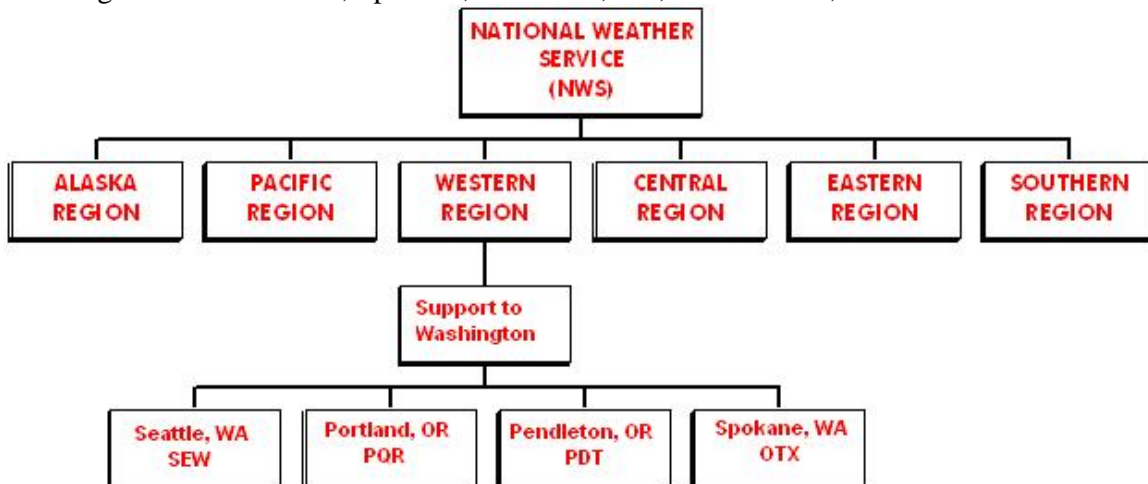 NATIONAL WEATHER
SERVICE
(NWS)
ALASKA
REGION
PACIFIC
REGION
WESTERN
REGION
CENTRAL
REGION
EASTERN
REGION
SOUTHERN
REGION
Support to
Washington
Seattle, WA
SEW
Portland, OR
PQR
Pendleton, OR
PDT
Spokane, WA
OTX